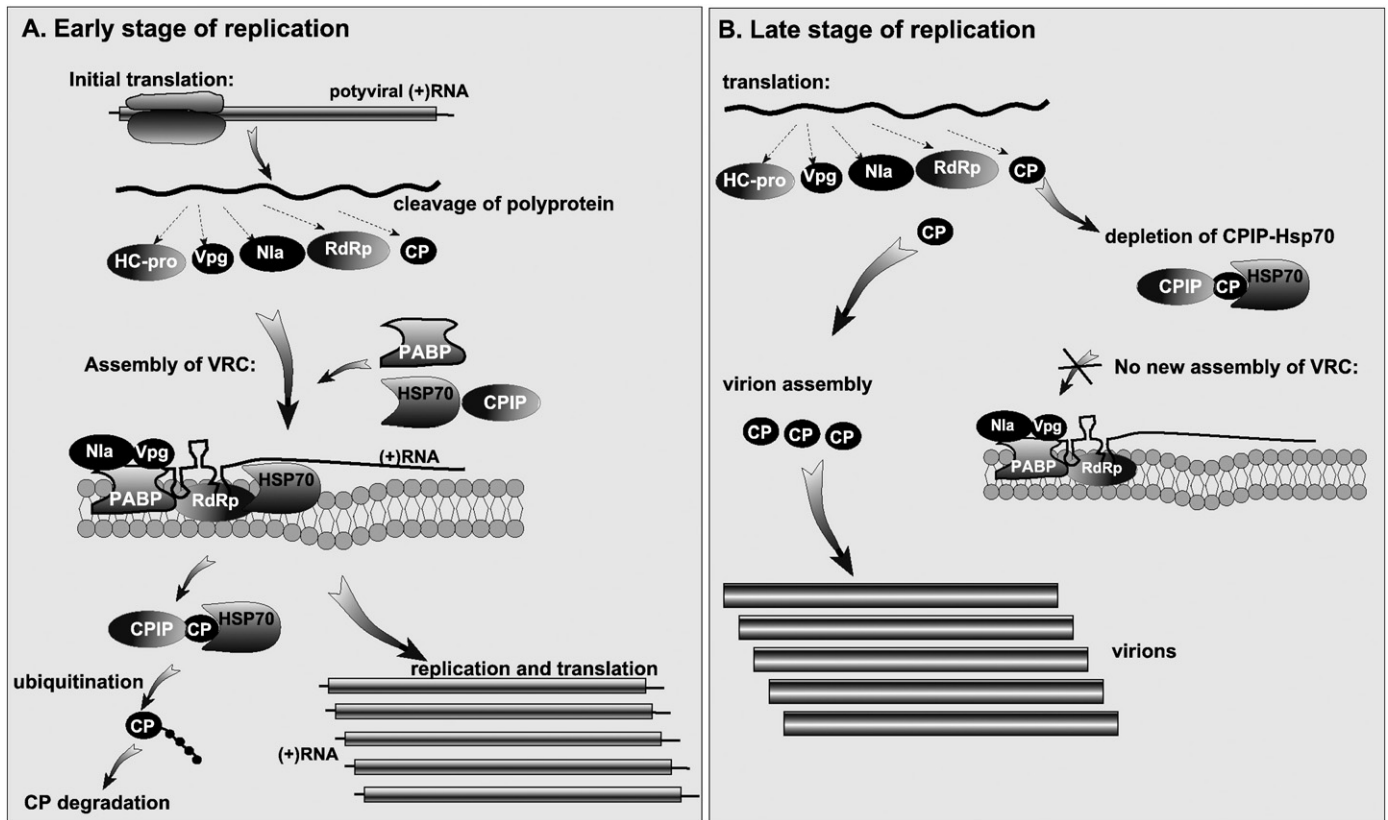 A. Early stage of replication
Initial translation:
potyviral (+)RNA
cleavage of polyprotein
HC-pro
Vpg
NIa
RdRp
CP
Assembly of VRC:
PABP
HSP70
CPIP
NIa
Vpg
(+)RNA
PABP
RdRp
HSP70
CPIP
CP
HSP70
ubiquitination
CP
CP degradation
replication and translation
(+)RNA
B. Late stage of replication
translation:
HC-pro
Vpg
NIa
RdRp
CP
CP
depletion of CPIP-Hsp70
CPIP
CP
HSP70
virion assembly
CP
CP
CP
No new assembly of VRC:
NIa
Vpg
PABP
RdRp
virions